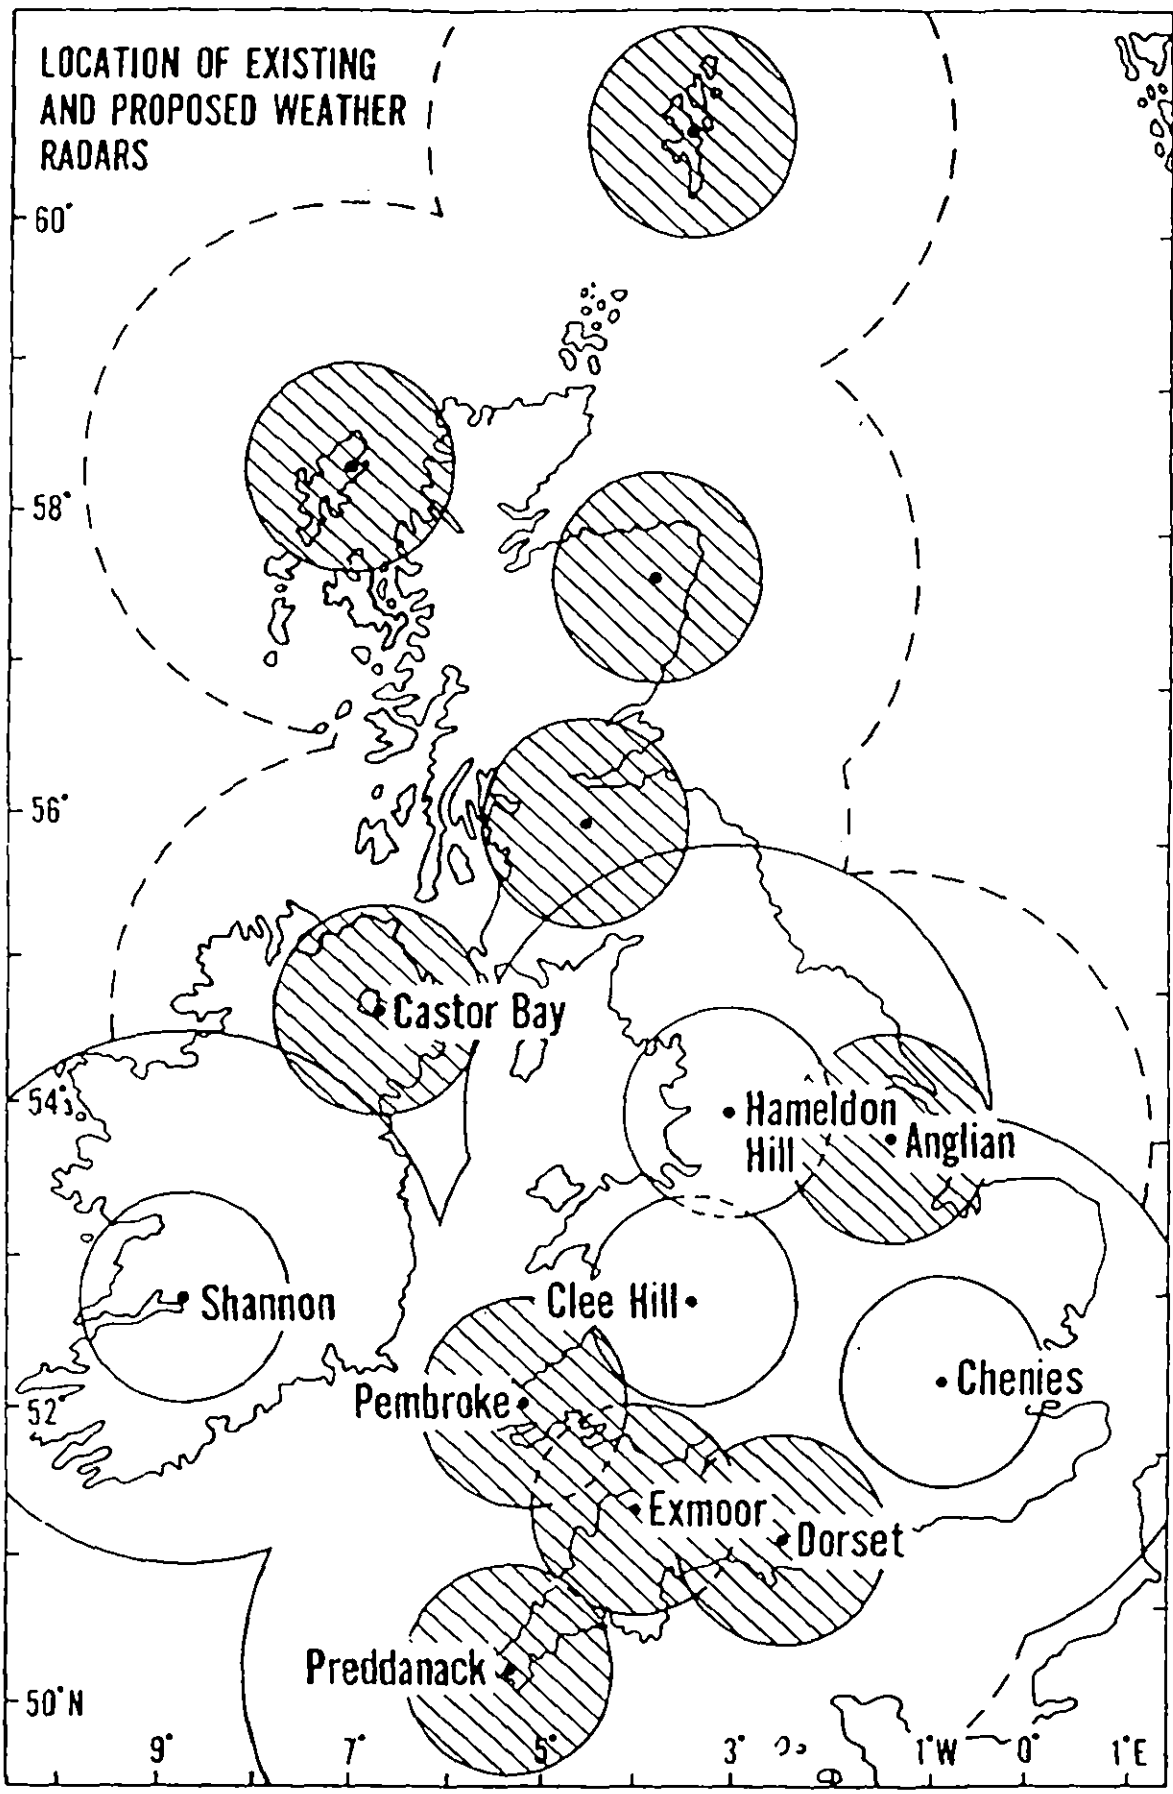 LOCATION OF EXISTING
AND PROPOSED WEATHER
RADARS
60°
58°
56°
Castor Bay
54°
Hameldon
Hill
Anglian
Shannon
Clee Hill
Chenies
Pembroke
52°
Exmoor
Dorset
Preddanack
50°N
9°
7°
5°
3°
1°W
0°
1°E